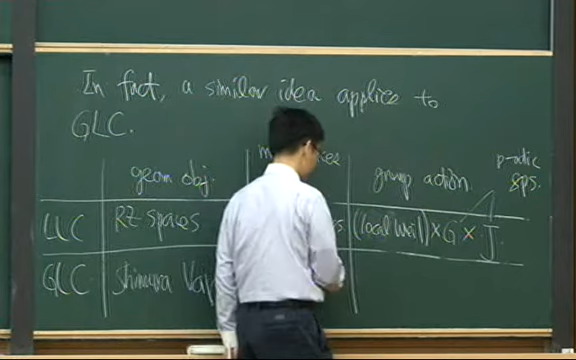 In fact, a similar idea applies to
GLC.
geom obj. group action. p-adic gps.
LLC RZ spaces (local Weil) × G × J.
GLC Shimura Var